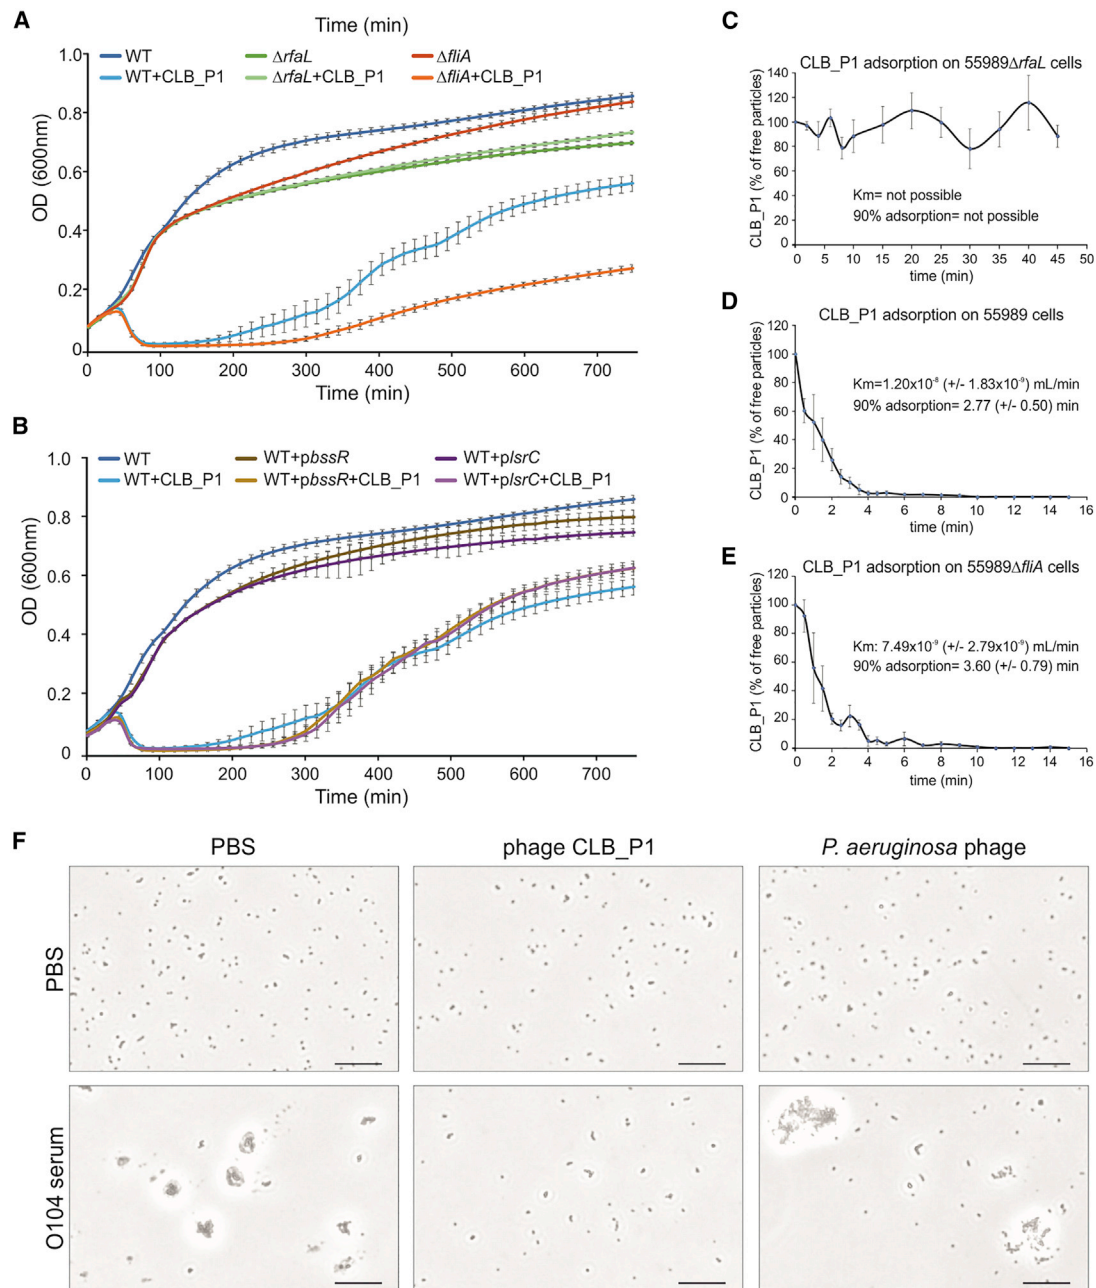 A
Time (min)
WT
ΔrfaL
ΔfliA
WT+CLB_P1
ΔrfaL+CLB_P1
ΔfliA+CLB_P1
OD (600nm)
1.0
0.8
0.6
0.4
0.2
0
0 100 200 300 400 500 600 700
Time (min)
B
WT
WT+pbssR
WT+plsrC
WT+CLB_P1
WT+pbssR+CLB_P1
WT+plsrC+CLB_P1
OD (600nm)
1.0
0.8
0.6
0.4
0.2
0
0 100 200 300 400 500 600 700
Time (min)
C
CLB_P1 adsorption on 55989ΔrfaL cells
CLB_P1 (% of free particles)
140
120
100
80
60
40
20
0
Km= not possible
90% adsorption= not possible
0 5 10 15 20 25 30 35 40 45 50
time (min)
D
CLB_P1 adsorption on 55989 cells
CLB_P1 (% of free particles)
120
100
80
60
40
20
0
Km=1.20x10⁻⁸ (+/- 1.83x10⁻⁹) mL/min
90% adsorption= 2.77 (+/- 0.50) min
0 2 4 6 8 10 12 14 16
time (min)
E
CLB_P1 adsorption on 55989ΔfliA cells
CLB_P1 (% of free particles)
120
100
80
60
40
20
0
Km: 7.49x10⁻⁹ (+/- 2.79x10⁻⁹) mL/min
90% adsorption= 3.60 (+/- 0.79) min
0 2 4 6 8 10 12 14 16
time (min)
F
PBS
phage CLB_P1
P. aeruginosa phage
PBS
O104 serum